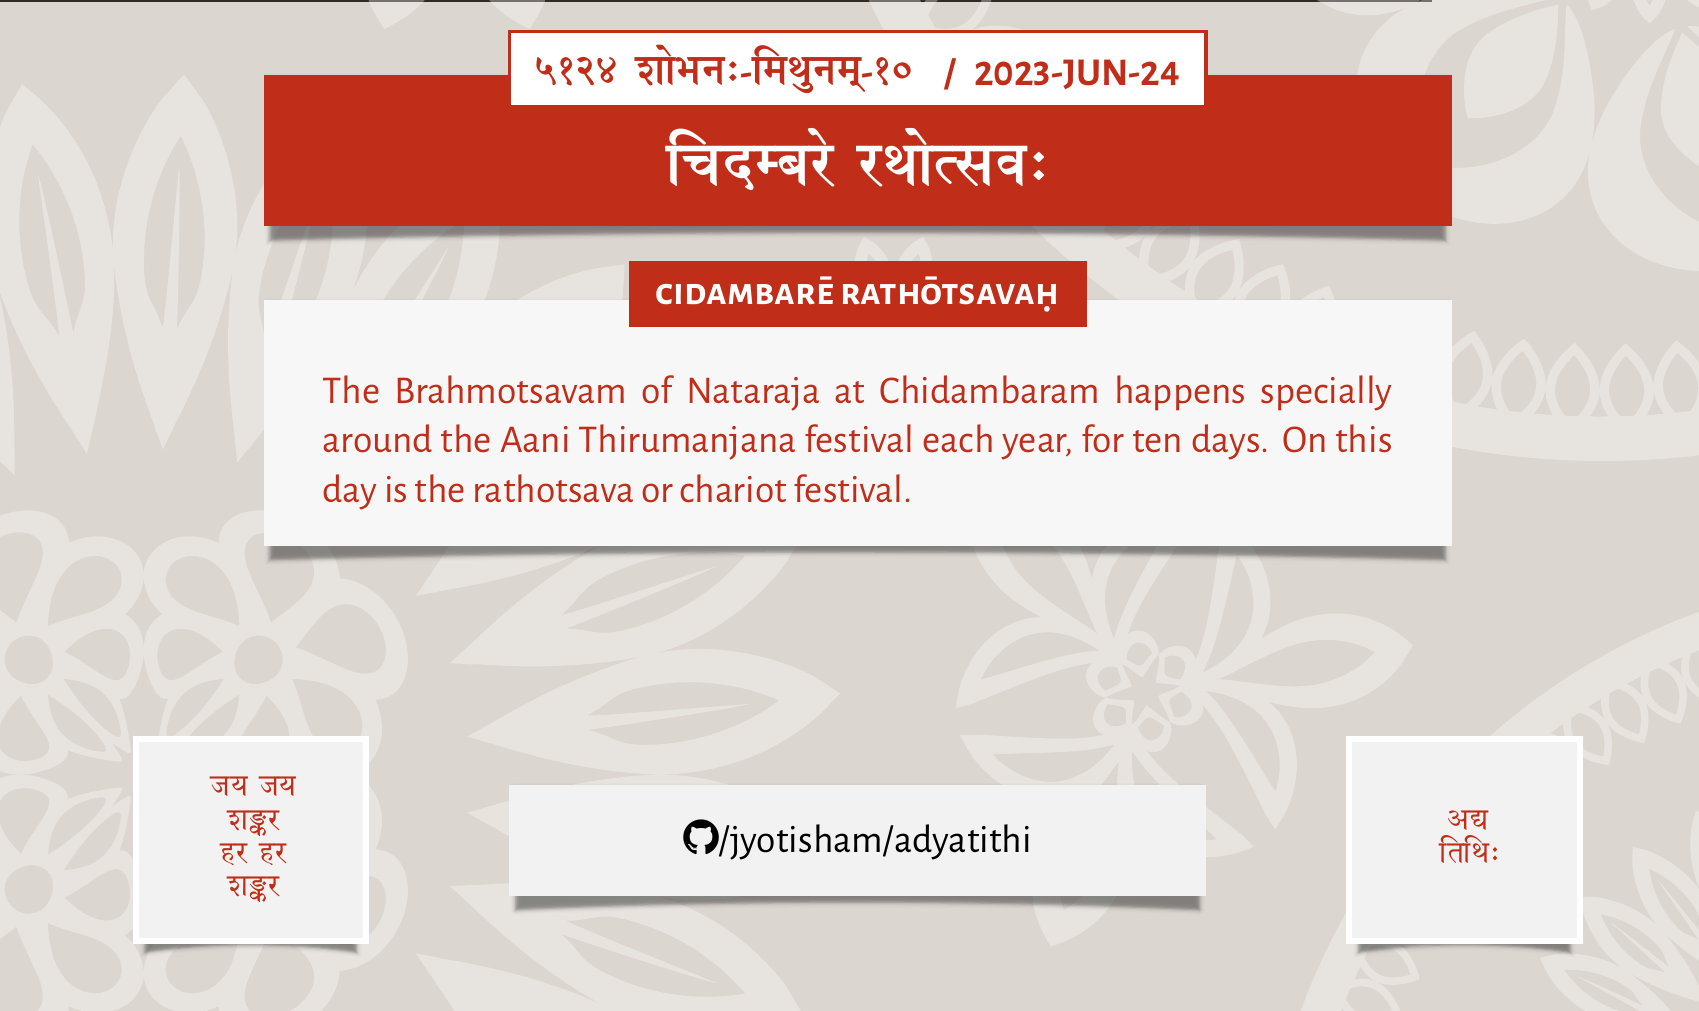 ५१२४ शोभनः-मिथुनम्-१० / 2023-JUN-24
चिदम्बरे रथोत्सवः
CIDAMBARĒ RATHŌTSAVAḤ
The Brahmotsavam of Nataraja at Chidambaram happens specially
around the Aani Thirumanjana festival each year, for ten days. On this
day is the rathotsava or chariot festival.
जय जय
शङ्कर
हर हर
शङ्कर
/jyotisham/adyatithi
अद्य
तिथिः